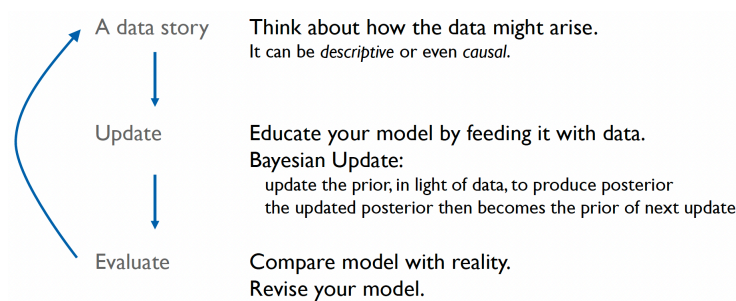 A data story Think about how the data might arise.
It can be descriptive or even causal.
Update Educate your model by feeding it with data.
Bayesian Update:
update the prior, in light of data, to produce posterior
the updated posterior then becomes the prior of next update
Evaluate Compare model with reality.
Revise your model.